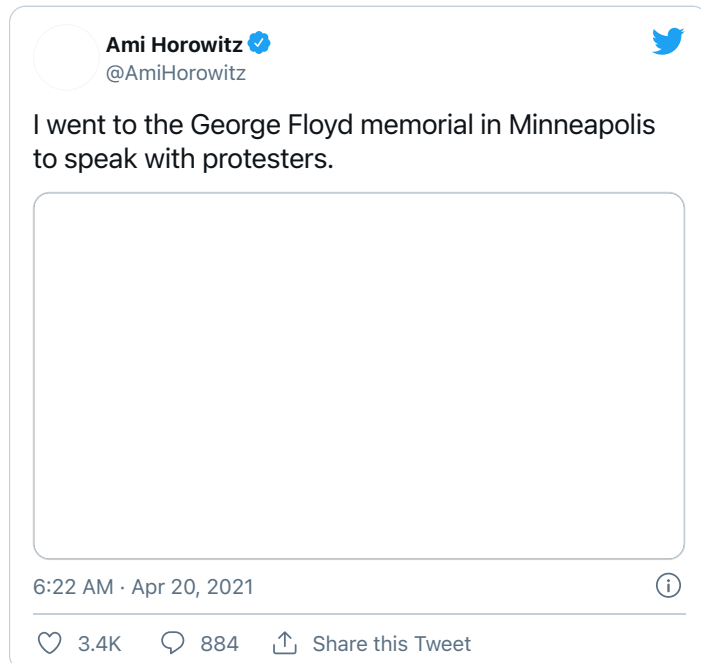 Ami Horowitz
@AmiHorowitz
I went to the George Floyd memorial in Minneapolis
to speak with protesters.
6:22 AM · Apr 20, 2021
3.4K 884 Share this Tweet